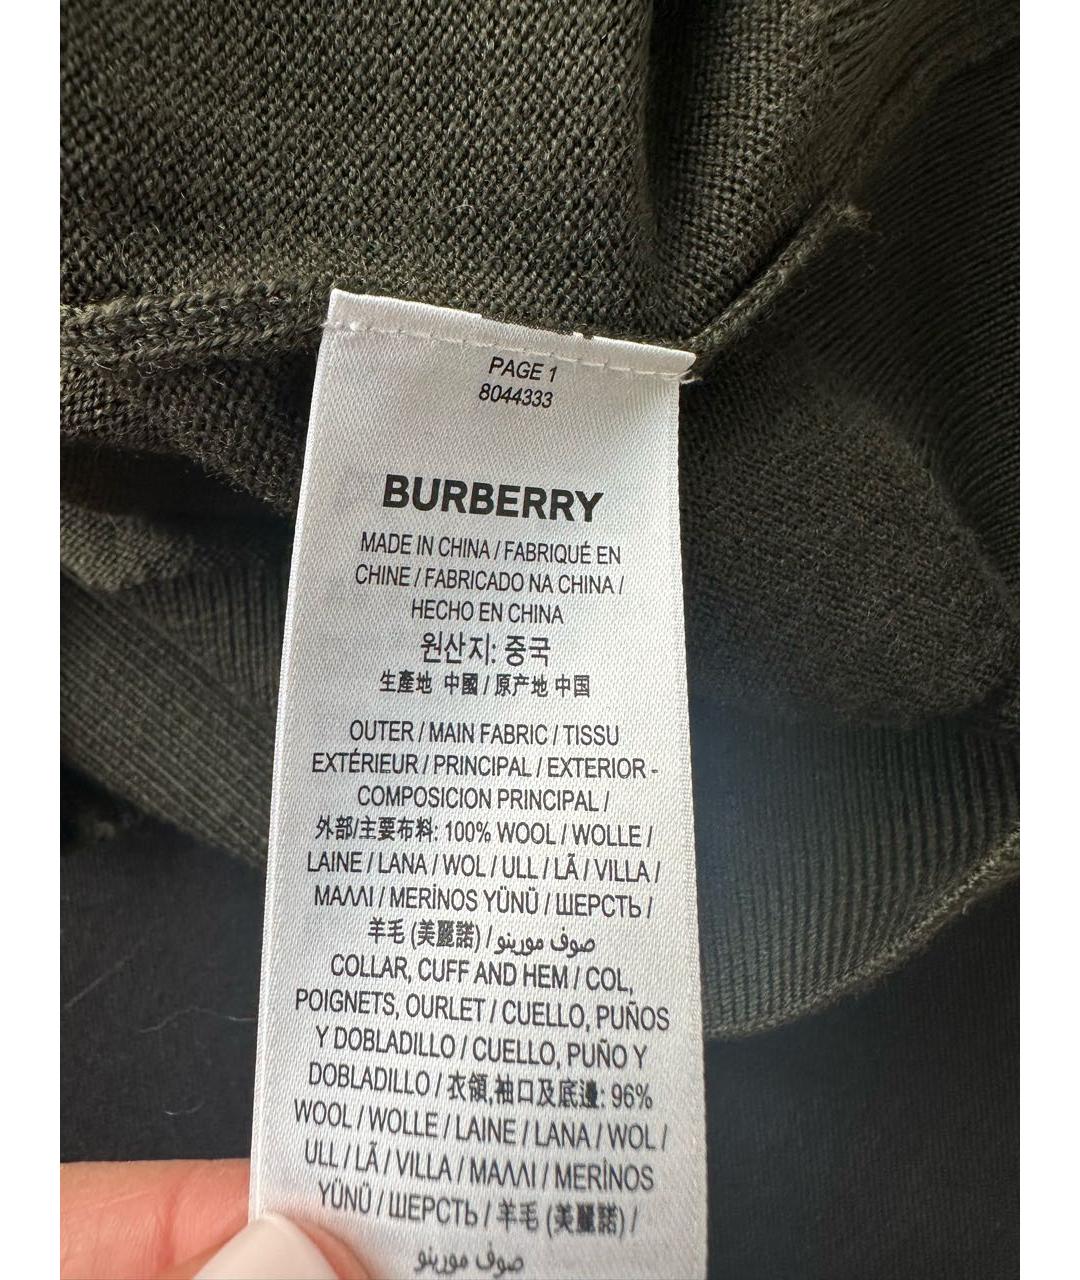 PAGE 1
8044333
BURBERRY
MADE IN CHINA / FABRIQUÉ EN
CHINE / FABRICADO NA CHINA /
HECHO EN CHINA
원산지: 중국
生產地 中國 / 原产地 中国
OUTER / MAIN FABRIC / TISSU
EXTÉRIEUR / PRINCIPAL / EXTERIOR -
COMPOSICION PRINCIPAL /
外部/主要布料: 100% WOOL / WOLLE /
LAINE / LANA / WOL / ULL / LÃ / VILLA /
ΜΑΛΛΙ / MERİNOS YÜNÜ / ШЕРСТЬ /
羊毛 (美麗諾) / صوف مورينو
COLLAR, CUFF AND HEM / COL,
POIGNETS, OURLET / CUELLO, PUÑOS
Y DOBLADILLO / CUELLO, PUÑO Y
DOBLADILLO / 衣領,袖口及底邊: 96%
WOOL / WOLLE / LAINE / LANA / WOL /
ULL / LÃ / VILLA / ΜΑΛΛΙ / MERİNOS
YÜNÜ / ШЕРСТЬ / 羊毛 (美麗諾) /
صوف مورينو